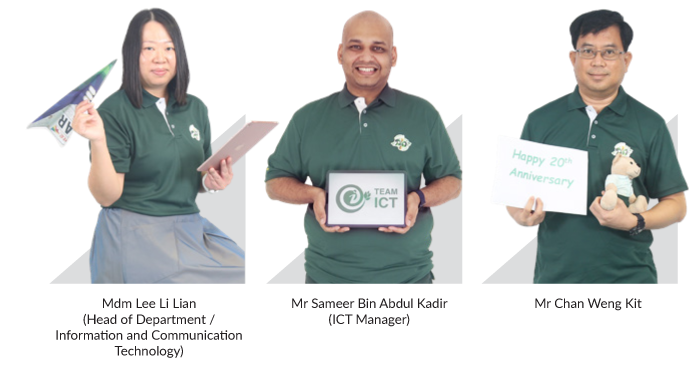 AR
TEAM
ICT
Happy 20th
Anniversary
Mdm Lee Li Lian
(Head of Department /
Information and Communication
Technology)
Mr Sameer Bin Abdul Kadir
(ICT Manager)
Mr Chan Weng Kit